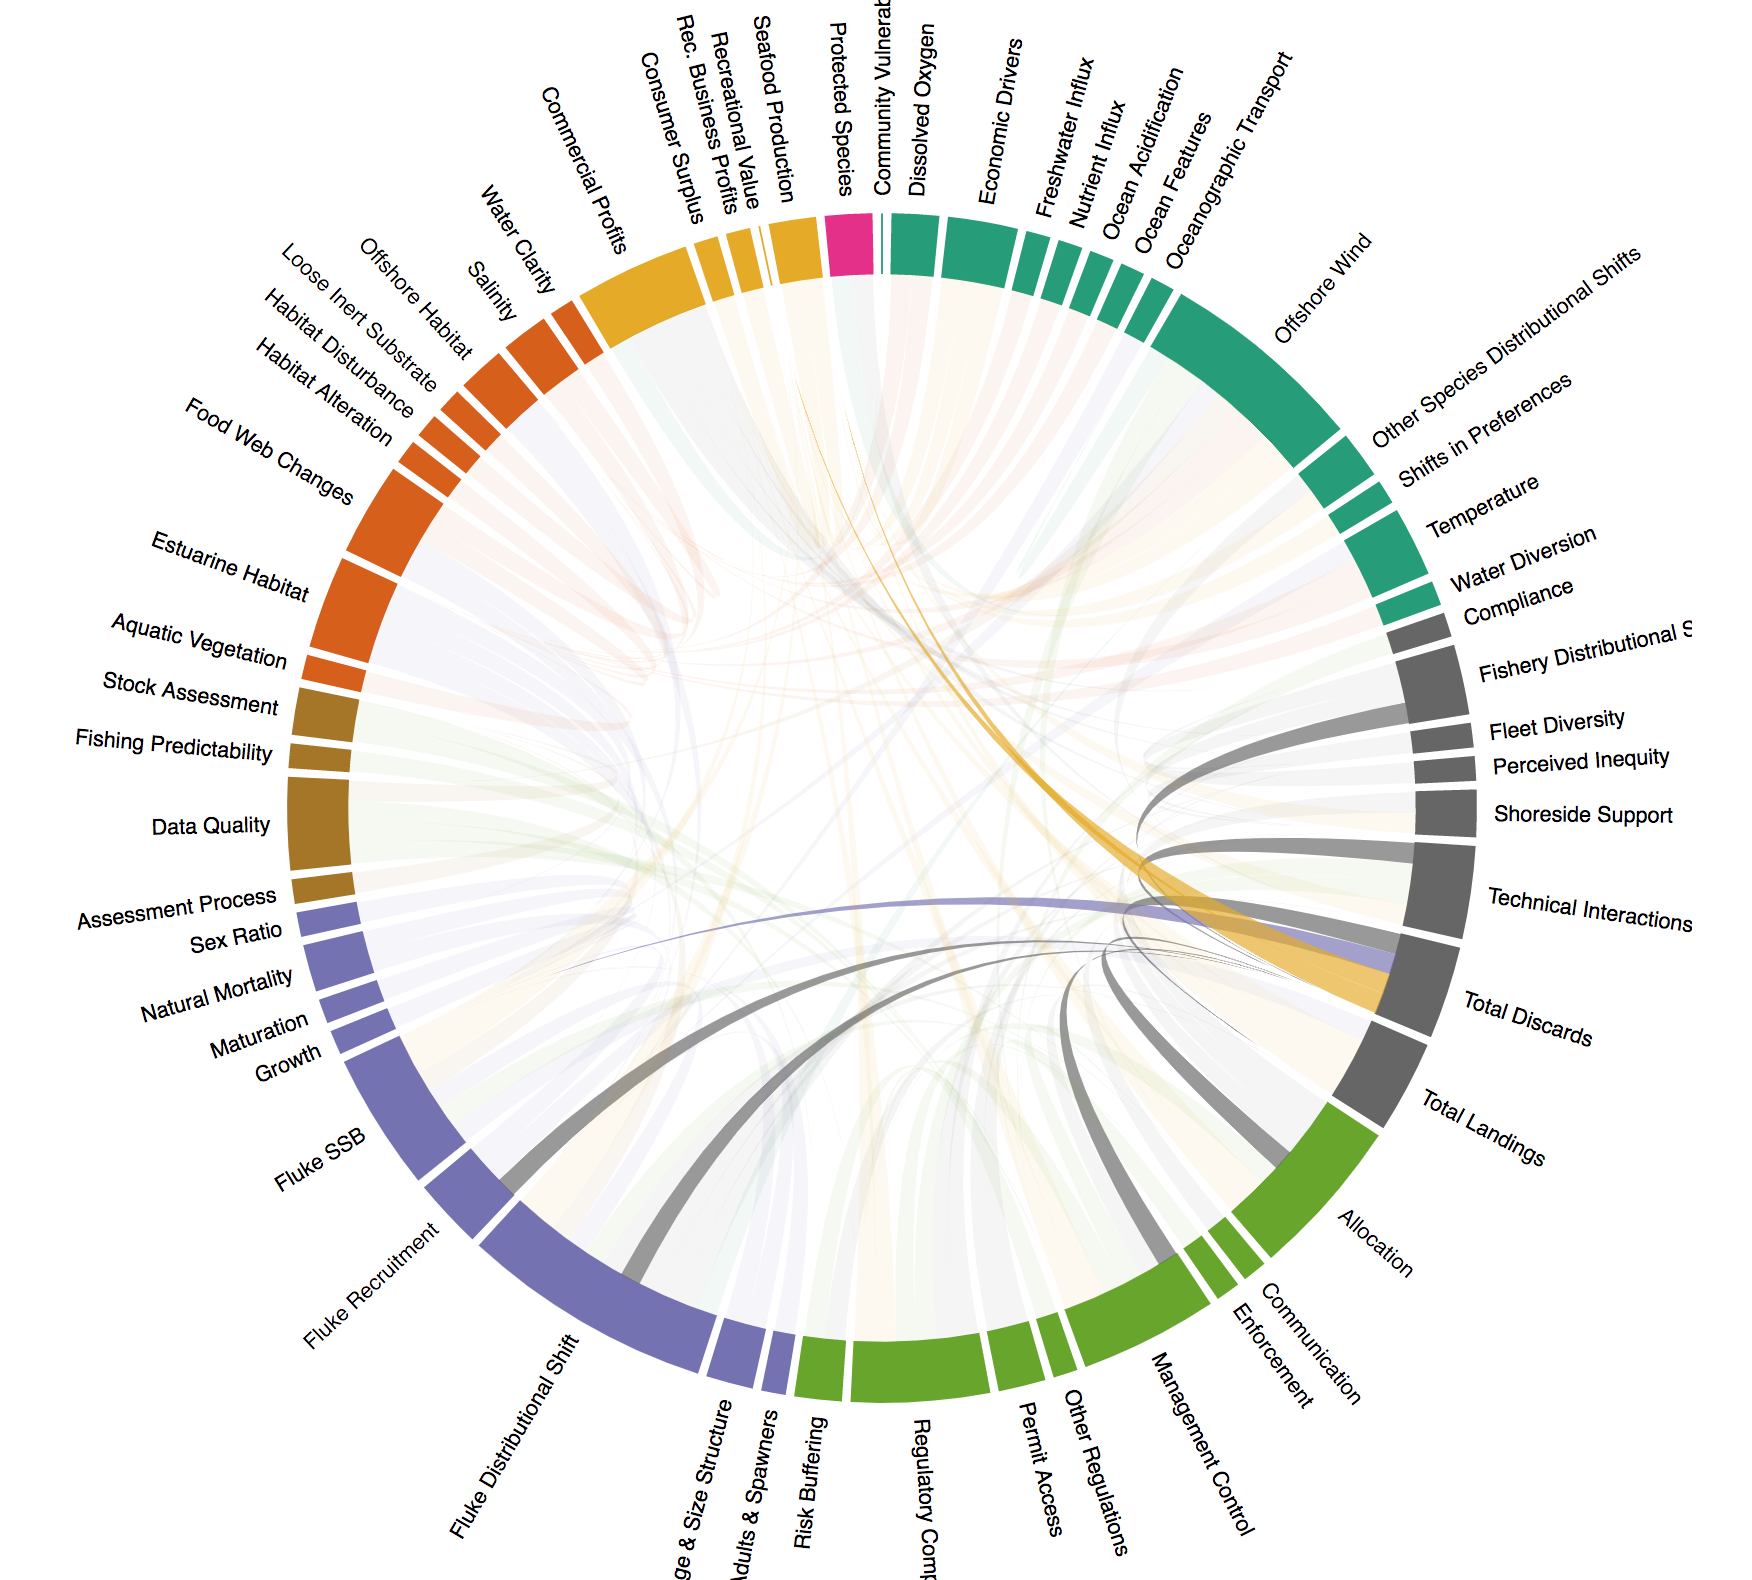 Protected Species
Community Vulnerab
Dissolved Oxygen
Economic Drivers
Freshwater Influx
Nutrient Influx
Ocean Acidification
Ocean Features
Oceanographic Transport
Offshore Wind
Other Species Distributional Shifts
Shifts in Preferences
Temperature
Water Diversion
Compliance
Fishery Distributional S
Fleet Diversity
Perceived Inequity
Shoreside Support
Technical Interactions
Total Discards
Total Landings
Allocation
Communication
Enforcement
Management Control
Other Regulations
Permit Access
Regulatory Comp
Risk Buffering
Adults & Spawners
ge & Size Structure
Fluke Distributional Shift
Fluke Recruitment
Fluke SSB
Growth
Maturation
Natural Mortality
Sex Ratio
Assessment Process
Data Quality
Fishing Predictability
Stock Assessment
Aquatic Vegetation
Estuarine Habitat
Food Web Changes
Habitat Alteration
Habitat Disturbance
Loose Inert Substrate
Offshore Habitat
Salinity
Water Clarity
Commercial Profits
Consumer Surplus
Rec. Business Profits
Recreational Value
Seafood Production